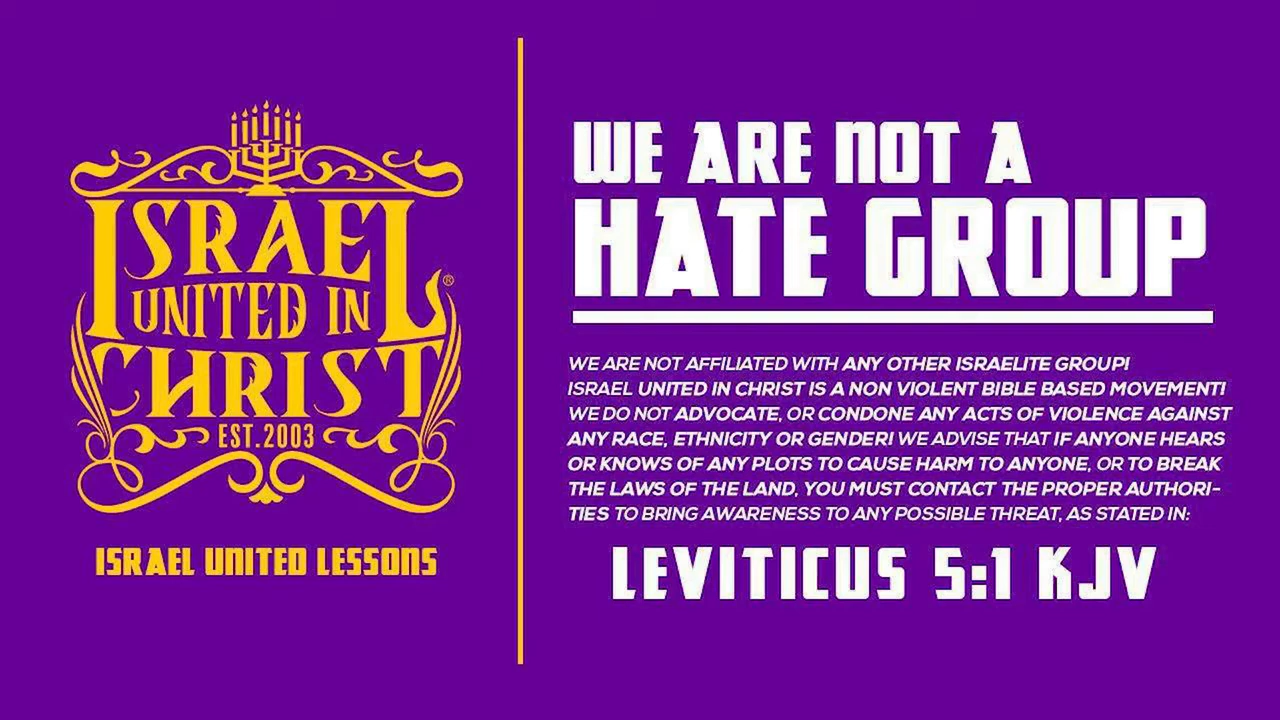 ISRAEL
UNITED IN
CHRIST
®
EST.2003
ISRAEL UNITED LESSONS
WE ARE NOT A
HATE GROUP
WE ARE NOT AFFILIATED WITH ANY OTHER ISRAELITE GROUP!
ISRAEL UNITED IN CHRIST IS A NON VIOLENT BIBLE BASED MOVEMENT!
WE DO NOT ADVOCATE, OR CONDONE ANY ACTS OF VIOLENCE AGAINST
ANY RACE, ETHNICITY OR GENDER! WE ADVISE THAT IF ANYONE HEARS
OR KNOWS OF ANY PLOTS TO CAUSE HARM TO ANYONE, OR TO BREAK
THE LAWS OF THE LAND, YOU MUST CONTACT THE PROPER AUTHORI-
TIES TO BRING AWARENESS TO ANY POSSIBLE THREAT, AS STATED IN:
LEVITICUS 5:1 KJV